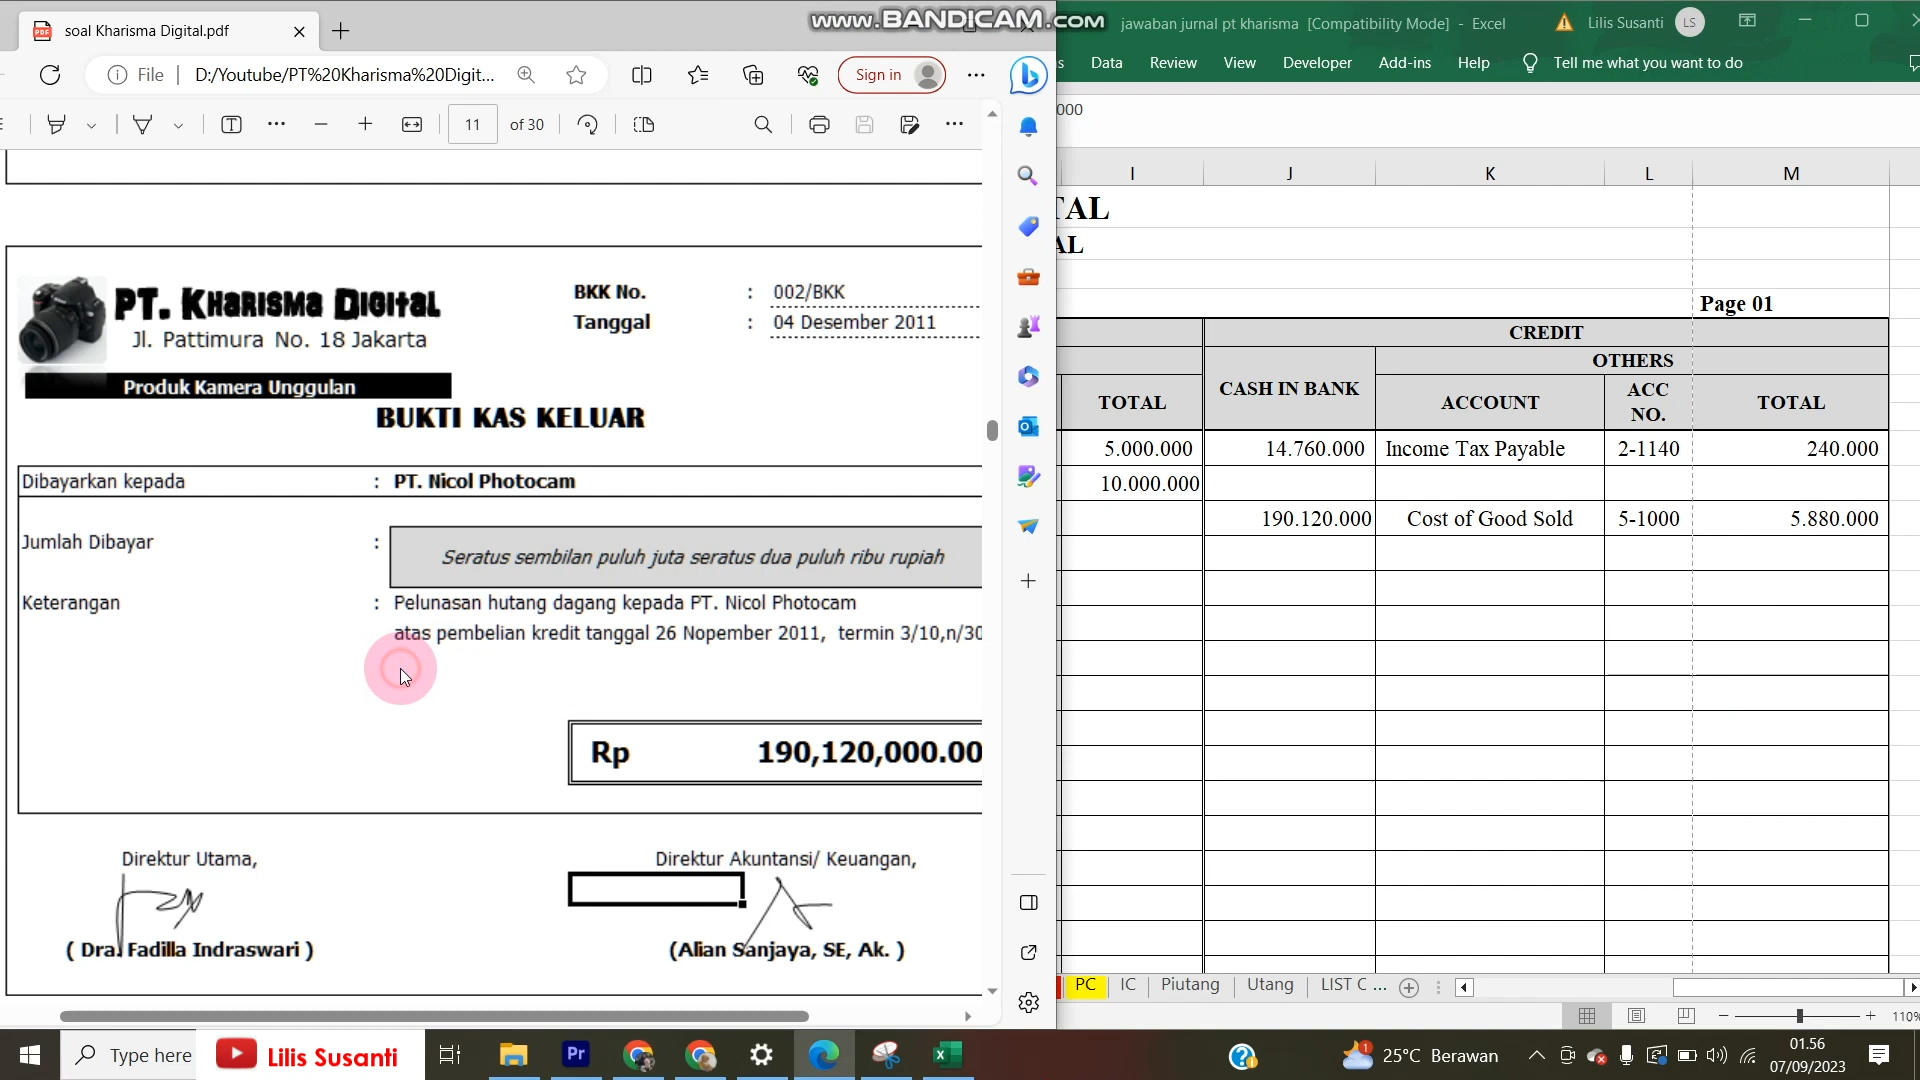 www.BANDICAM.com
soal Kharisma Digital.pdf
jawaban jurnal pt kharisma [Compatibility Mode] - Excel
Lilis Susanti
LS
File
D:/Youtube/PT%20Kharisma%20Digit...
Sign in
Data
Review
View
Developer
Add-ins
Help
Tell me what you want to do
11
of 30
000
I
J
K
L
M
TAL
AL
Page 01
CREDIT
OTHERS
TOTAL
CASH IN BANK
ACCOUNT
ACC NO.
TOTAL
5.000.000
14.760.000
Income Tax Payable
2-1140
240.000
10.000.000
190.120.000
Cost of Good Sold
5-1000
5.880.000
PT. Kharisma Digital
Jl. Pattimura No. 18 Jakarta
Produk Kamera Unggulan
BKK No. : 002/BKK
Tanggal : 04 Desember 2011
BUKTI KAS KELUAR
Dibayarkan kepada : PT. Nicol Photocam
Jumlah Dibayar : Seratus sembilan puluh juta seratus dua puluh ribu rupiah
Keterangan : Pelunasan hutang dagang kepada PT. Nicol Photocam
atas pembelian kredit tanggal 26 Nopember 2011, termin 3/10,n/30
Rp 190,120,000.00
Direktur Utama,
Direktur Akuntansi/ Keuangan,
( Dra. Fadilla Indraswari )
(Alian Sanjaya, SE, Ak. )
PC
IC
Piutang
Utang
LIST C ...
110%
Type here
Lilis Susanti
Pr
1
25°C Berawan
01.56
07/09/2023